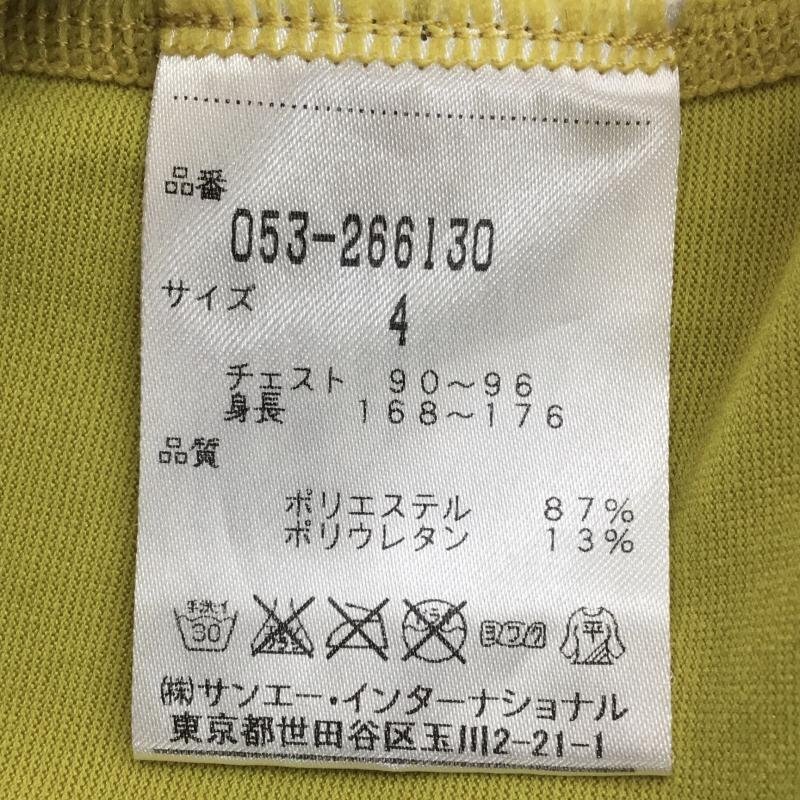 品番
053-266130
サイズ
4
チェスト 90～96
身長 168～176
品質
ポリエステル 87%
ポリウレタン 13%
手洗イ 30 ヨワク 平
(株)サンエー・インターナショナル
東京都世田谷区玉川2-21-1